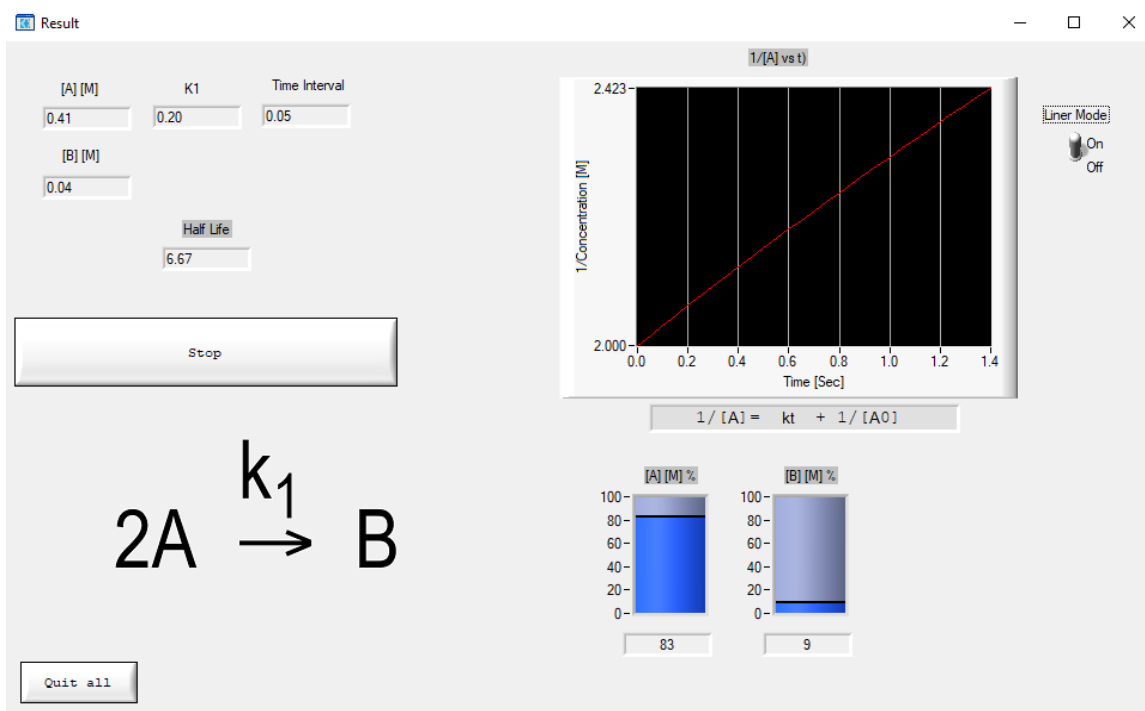 Result
[A] [M]
K1
Time Interval
0.41
0.20
0.05
[B] [M]
0.04
Half Life
6.67
Stop
k1
2A → B
Quit all
1/[A] vs t)
2.423
2.000
1/Concentration [M]
0.0 0.2 0.4 0.6 0.8 1.0 1.2 1.4
Time [Sec]
Liner Mode
On
Off
1/[A]= kt + 1/[A0]
[A] [M] %
100
80
60
40
20
0
83
[B] [M] %
100
80
60
40
20
0
9